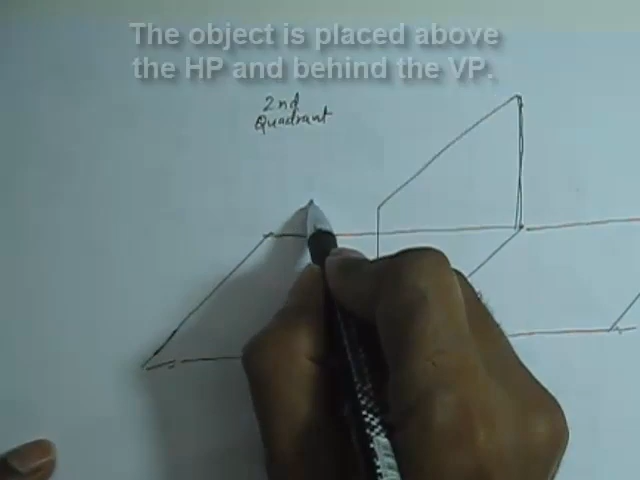 The object is placed above
the HP and behind the VP.
2nd
Quadrant